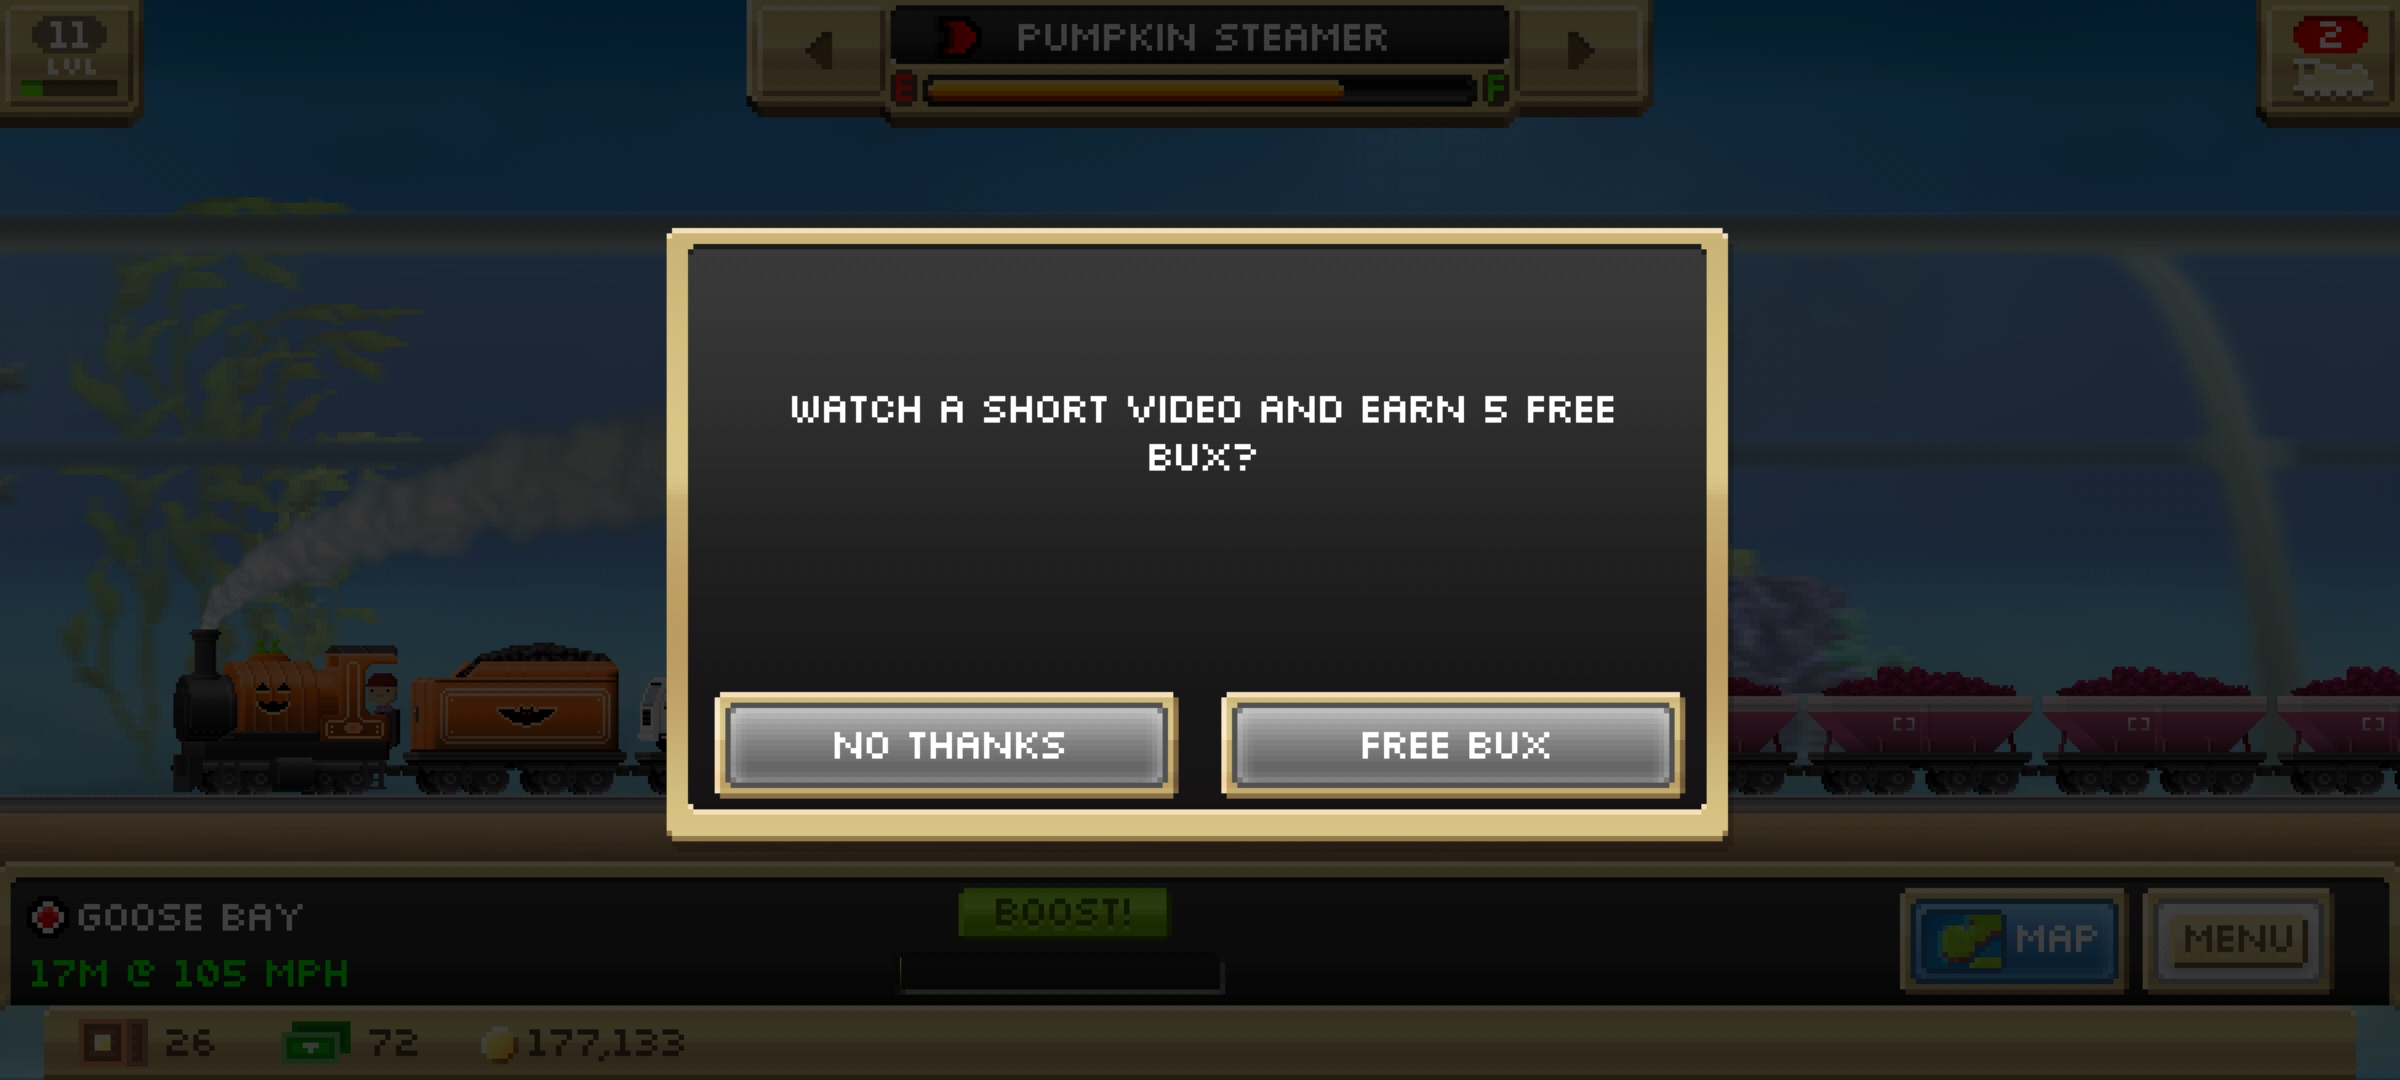 11
LVL
PUMPKIN STEAMER
E
F
2
WATCH A SHORT VIDEO AND EARN 5 FREE
BUX?
NO THANKS
FREE BUX
GOOSE BAY
17M @ 105 MPH
BOOST!
MAP
MENU
26
72
177,133